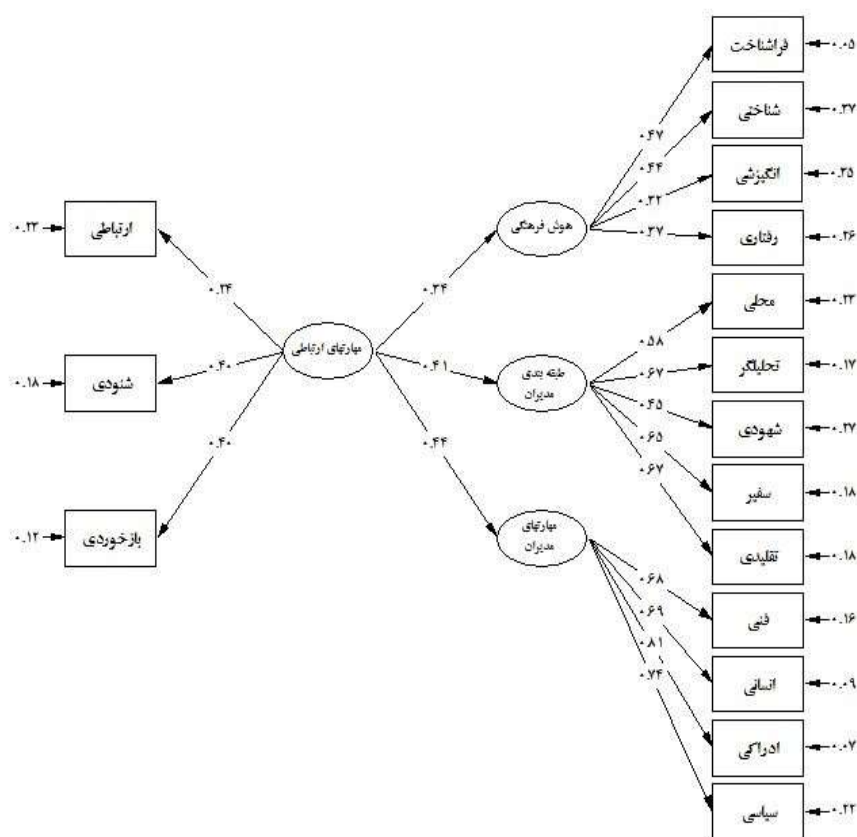 فراشناخت
۰.۰۵
شناختی
۰.۲۷
انگیزشی
۰.۲۵
رفتاری
۰.۲۶
۰.۴۷
۰.۴۴
۰.۳۲
۰.۳۷
هوش فرهنگی
ارتباطی
۰.۲۳
۰.۳۴
۰.۳۴
محلی
۰.۲۳
تحلیلگر
۰.۱۷
شهودی
۰.۲۷
سفیر
۰.۱۸
تقلیدی
۰.۱۸
۰.۵۸
۰.۶۷
۰.۴۵
۰.۶۵
۰.۶۷
طبقه بندی
مدیران
مهارتهای ارتباطی
۰.۴۱
۰.۴۰
شنودی
۰.۱۸
۰.۴۴
۰.۴۰
بازخوردی
۰.۱۲
مهارتهای
مدیران
۰.۶۸
۰.۶۹
۰.۸۱
۰.۷۴
فنی
۰.۱۶
انسانی
۰.۰۹
ادراکی
۰.۰۷
سیاسی
۰.۲۲